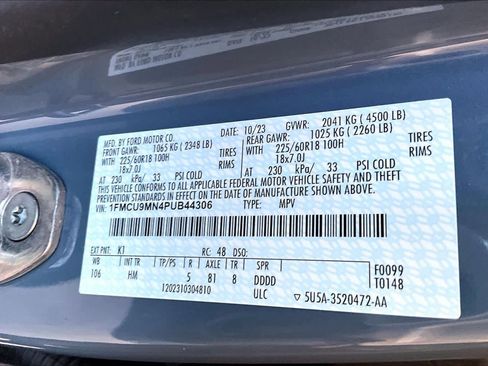 MFD. BY FORD MOTOR CO.
DATE: 10/23 GVWR: 2041 KG ( 4500 LB)
FRONT GAWR: 1065 KG ( 2348 LB) REAR GAWR: 1025 KG ( 2260 LB)
WITH 225/60R18 100H TIRES WITH 225/60R18 100H TIRES
18x7.0J RIMS 18x7.0J RIMS
AT 230 kPa/ 33 PSI COLD AT 230 kPa/ 33 PSI COLD
THIS VEHICLE CONFORMS TO ALL APPLICABLE FEDERAL MOTOR VEHICLE SAFETY AND THEFT
PREVENTION STANDARDS IN EFFECT ON THE DATE OF MANUFACTURE SHOWN ABOVE.
VIN: 1FMCU9MN4PUB44306 TYPE: MPV
EXT PNT: K1 RC: 48 DSO: F0099
WB INT TR TP/PS R AXLE TR SPR T0148
106 HM 5 81 8 DDDD
1202310304810 ULC 5U5A-3520472-AA